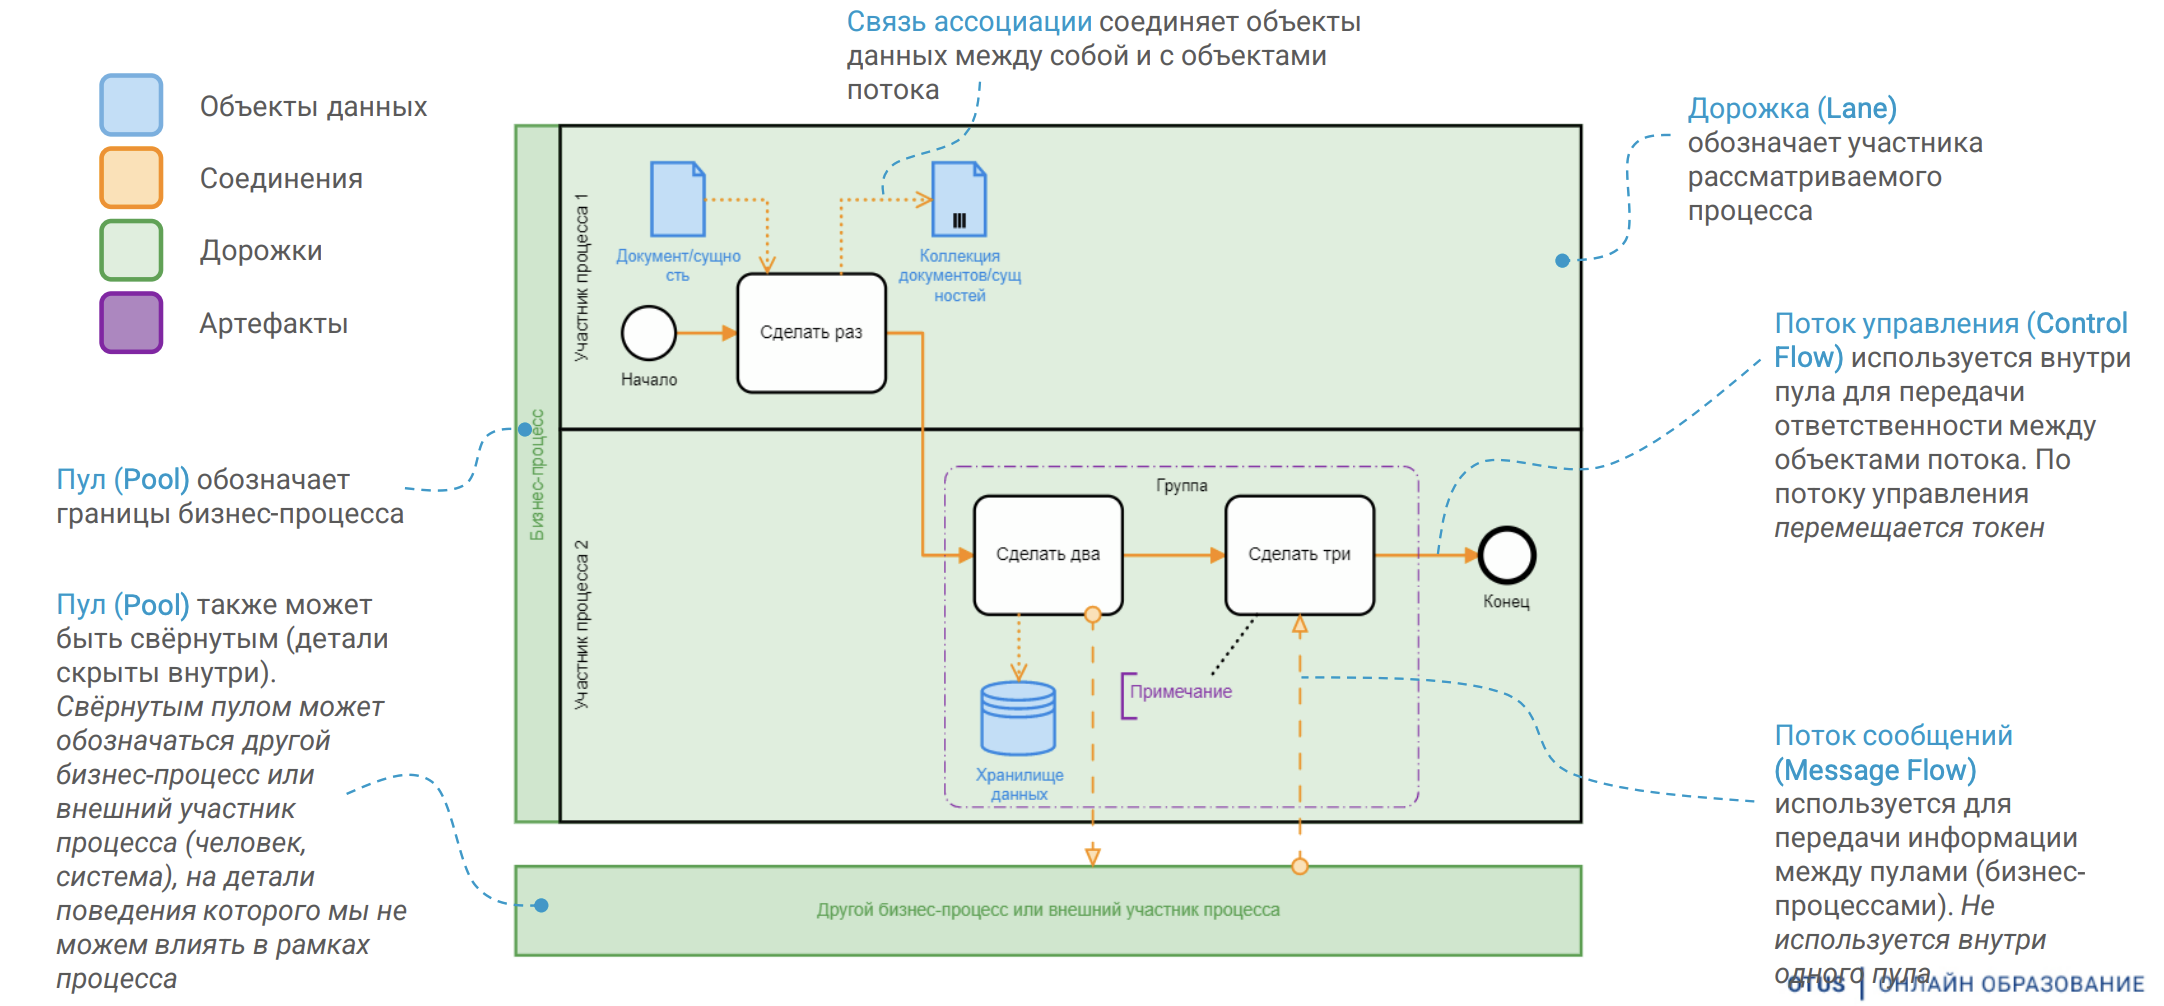 Связь ассоциации соединяет объекты
данных между собой и с объектами
потока
Объекты данных
Соединения
Дорожки
Артефакты
Пул (Pool) обозначает
границы бизнес-процесса
Пул (Pool) также может
быть свёрнутым (детали
скрыты внутри).
Свёрнутым пулом может
обозначаться другой
бизнес-процесс или
внешний участник
процесса (человек,
система), на детали
поведения которого мы не
можем влиять в рамках
процесса
Бизнес-процесс
Участник процесса 1
Документ/сущно
сть
Коллекция
документов/сущ
ностей
Начало
Сделать раз
Участник процесса 2
Группа
Сделать два
Сделать три
Конец
Примечание
Хранилище
данных
Другой бизнес-процесс или внешний участник процесса
Дорожка (Lane)
обозначает участника
рассматриваемого
процесса
Поток управления (Control
Flow) используется внутри
пула для передачи
ответственности между
объектами потока. По
потоку управления
перемещается токен
Поток сообщений
(Message Flow)
используется для
передачи информации
между пулами (бизнес-
процессами). Не
используется внутри
одного пула
OTUS | ОНЛАЙН ОБРАЗОВАНИЕ